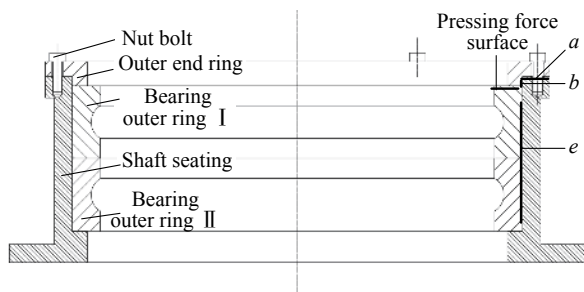 Nut bolt
Outer end ring
Bearing
outer ring Ⅰ
Shaft seating
Bearing
outer ring Ⅱ
Pressing force
surface
a
b
e